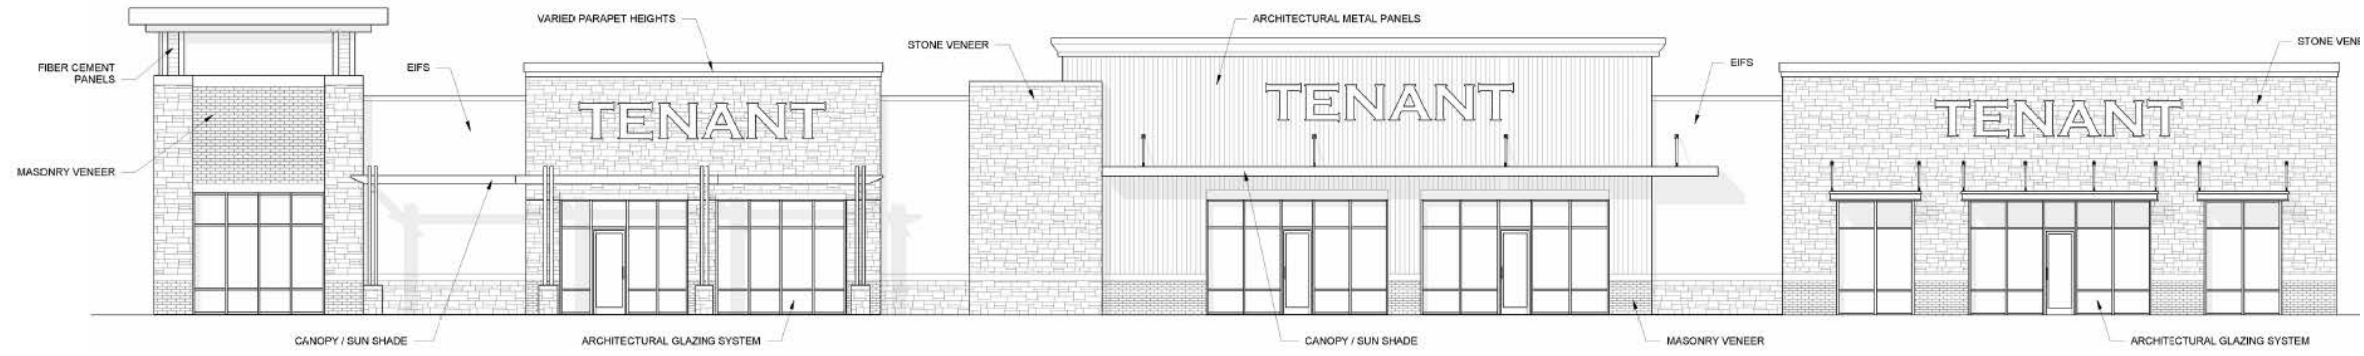 VARIED PARAPET HEIGHTS
ARCHITECTURAL METAL PANELS
STONE VENEER
STONE VENE
FIBER CEMENT
PANELS
EIFS
EIFS
TENANT
TENANT
TENANT
MASONRY VENEER
CANOPY / SUN SHADE
ARCHITECTURAL GLAZING SYSTEM
CANOPY / SUN SHADE
MASONRY VENEER
ARCHITECTURAL GLAZING SYSTEM